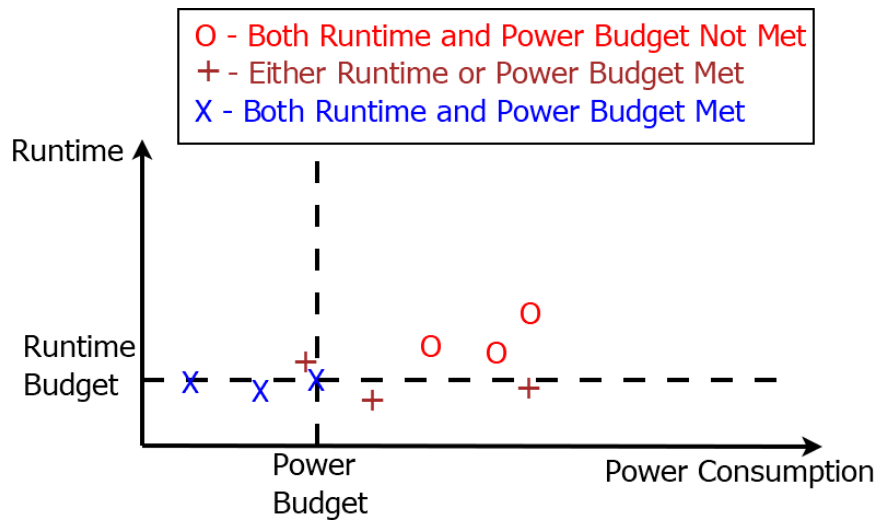 O - Both Runtime and Power Budget Not Met
+ - Either Runtime or Power Budget Met
X - Both Runtime and Power Budget Met
Runtime
O
O
O
Runtime
Budget
+
X
X
X
+
+
Power
Budget
Power Consumption